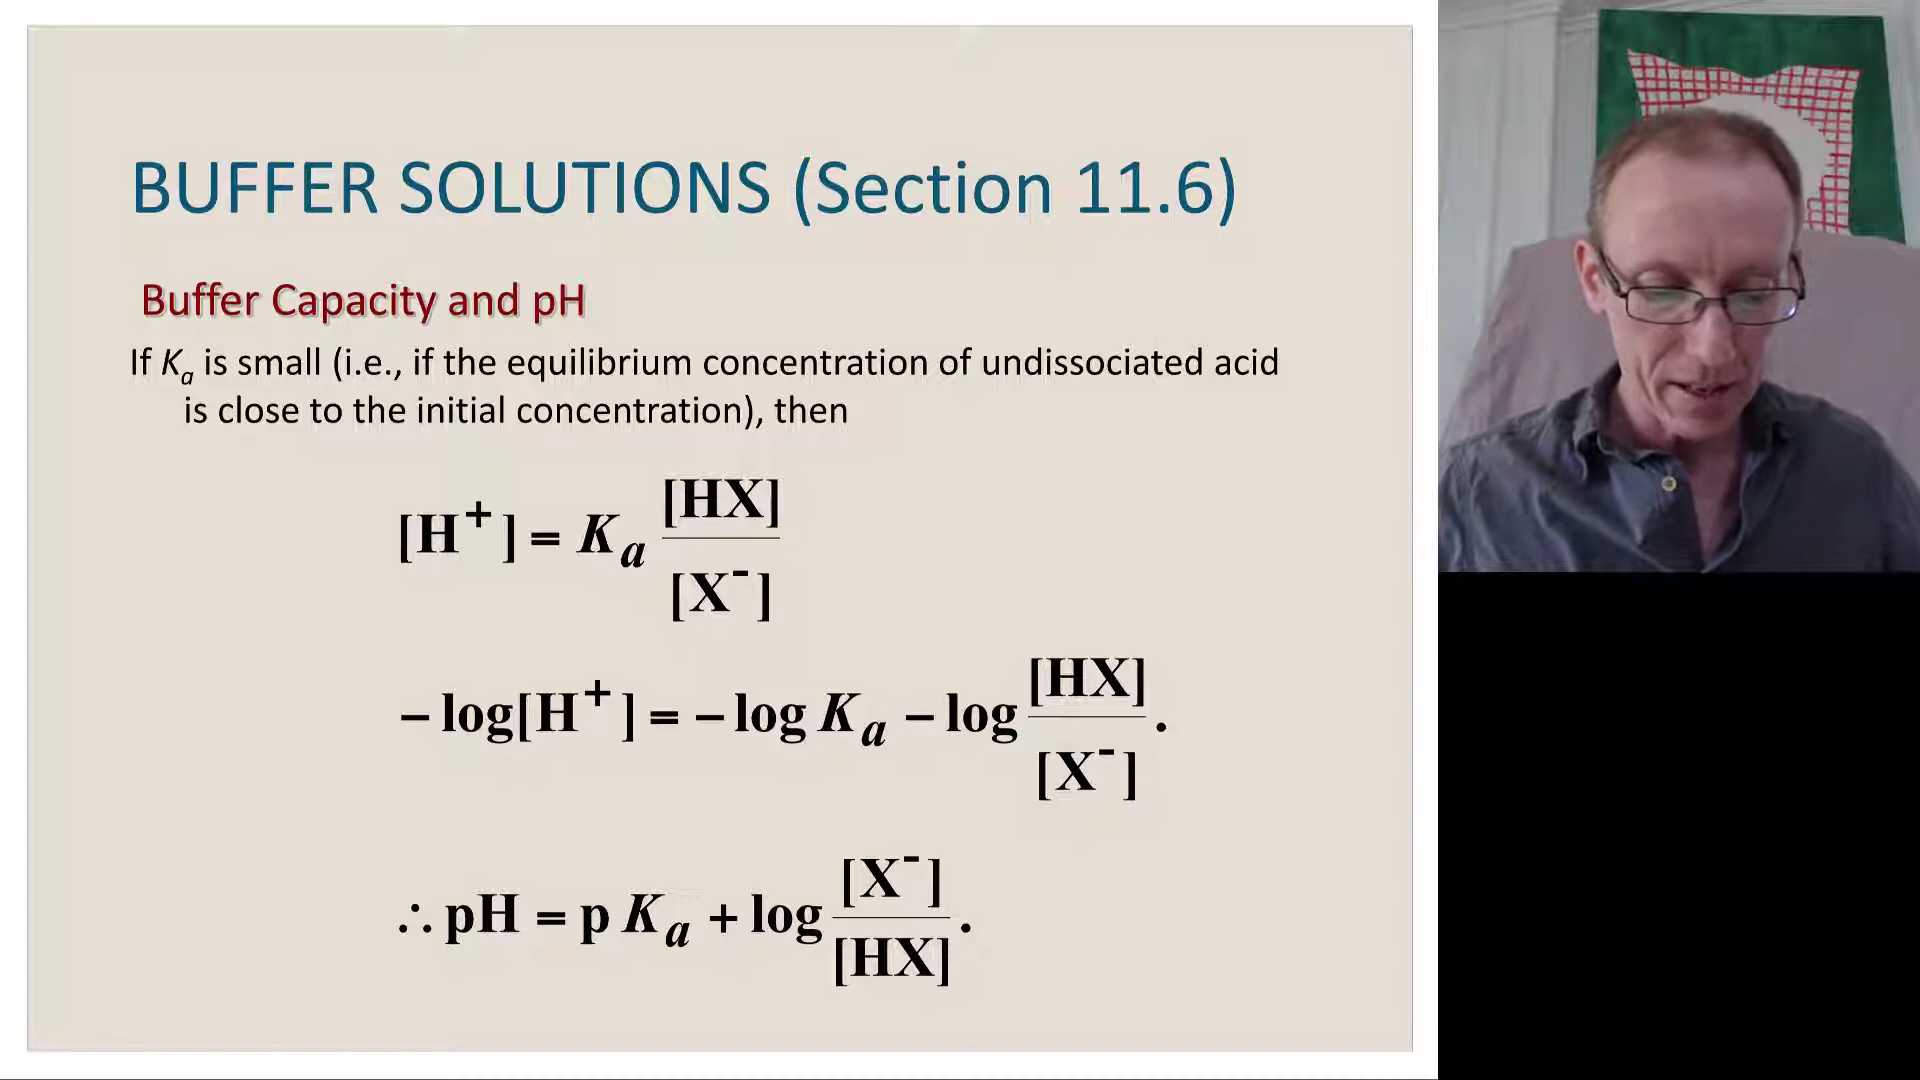 BUFFER SOLUTIONS (Section 11.6)
Buffer Capacity and pH
If Kₐ is small (i.e., if the equilibrium concentration of undissociated acid
is close to the initial concentration), then
[H⁺] = Kₐ [HX]/[X⁻]
– log[H⁺] = – log Kₐ – log [HX]/[X⁻] .
∴ pH = p Kₐ + log [X⁻]/[HX] .